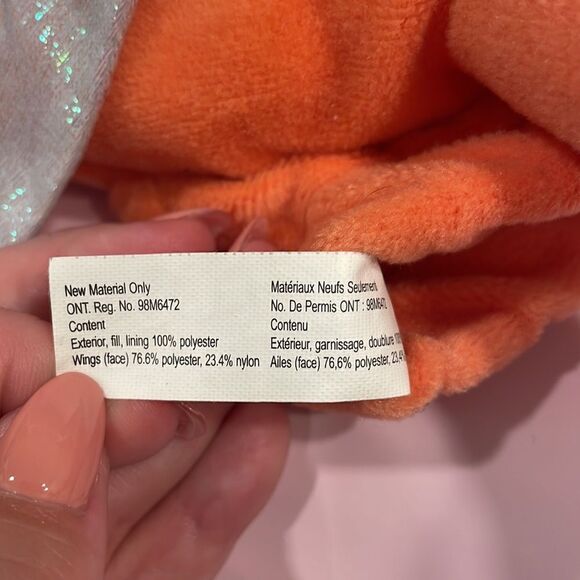 New Material Only
ONT. Reg. No. 98M6472
Content
Exterior, fill, lining 100% polyester
Wings (face) 76.6% polyester, 23.4% nylon
Matériaux Neufs Seulement
No. De Permis ONT : 98M6472
Contenu
Extérieur, garnissage, doublure
Ailes (face) 76,6% polyester,